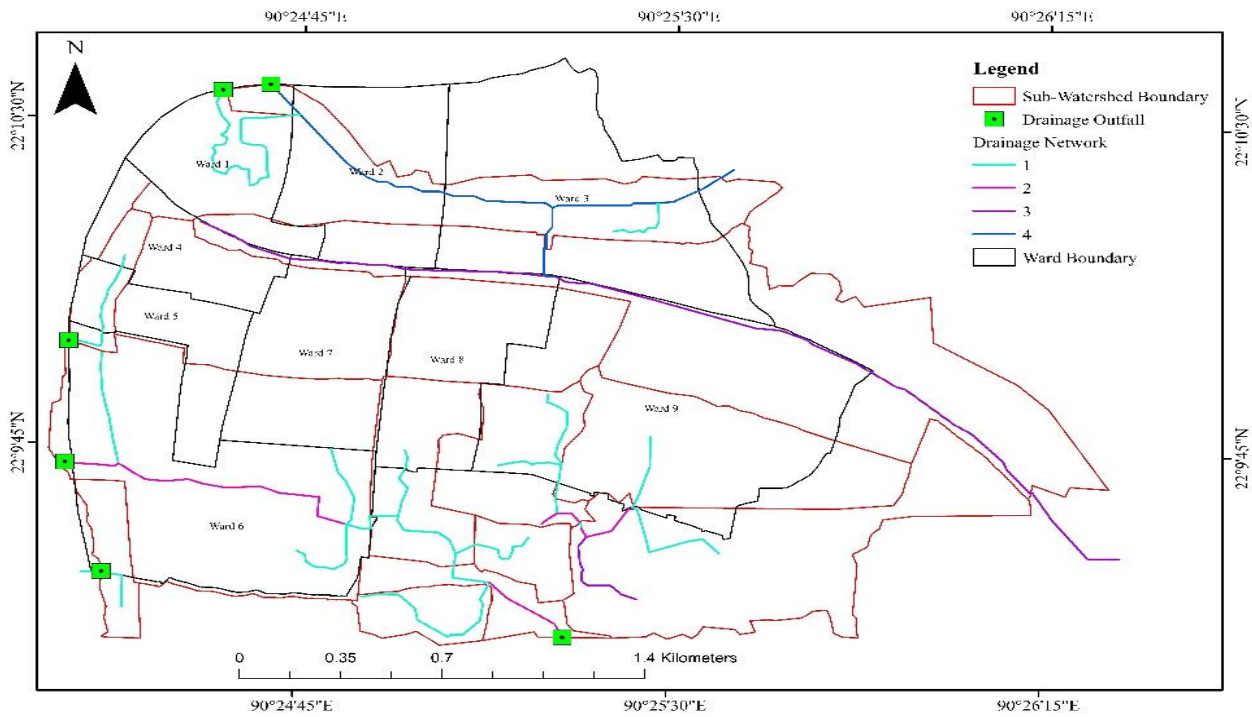 90°24'45"E 90°25'30"E 90°26'15"E
N
Legend
Sub-Watershed Boundary
Drainage Outfall
Drainage Network
1
2
3
4
Ward Boundary
22°10'30"N
22°10'30"N
Ward 1
Ward 2
Ward 3
Ward 4
Ward 5
Ward 7
Ward 8
Ward 9
22°9'45"N
22°9'45"N
Ward 6
0 0.35 0.7 1.4 Kilometers
90°24'45"E 90°25'30"E 90°26'15"E